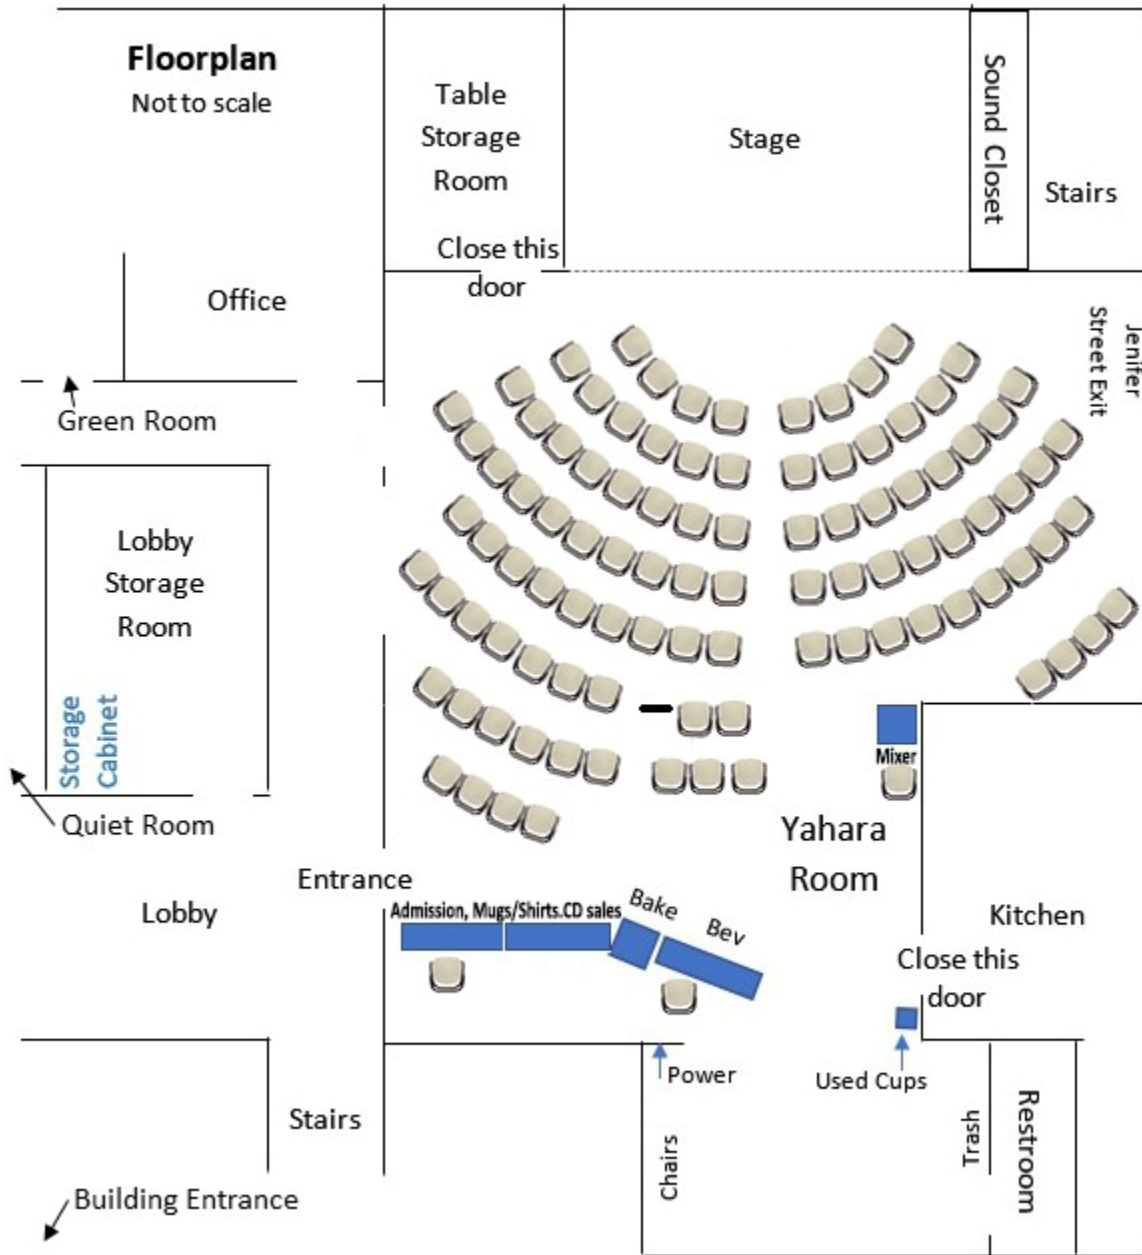 Floorplan
Not to scale
Table
Storage
Room
Stage
Sound Closet
Stairs
Close this
door
Office
Jenifer
Street Exit
Green Room
Lobby
Storage
Room
Storage
Cabinet
Quiet Room
Mixer
Yahara
Room
Entrance
Lobby
Admission, Mugs/Shirts.CD sales
Bake
Bev
Kitchen
Close this
door
Power
Used Cups
Stairs
Chairs
Trash
Restroom
Building Entrance